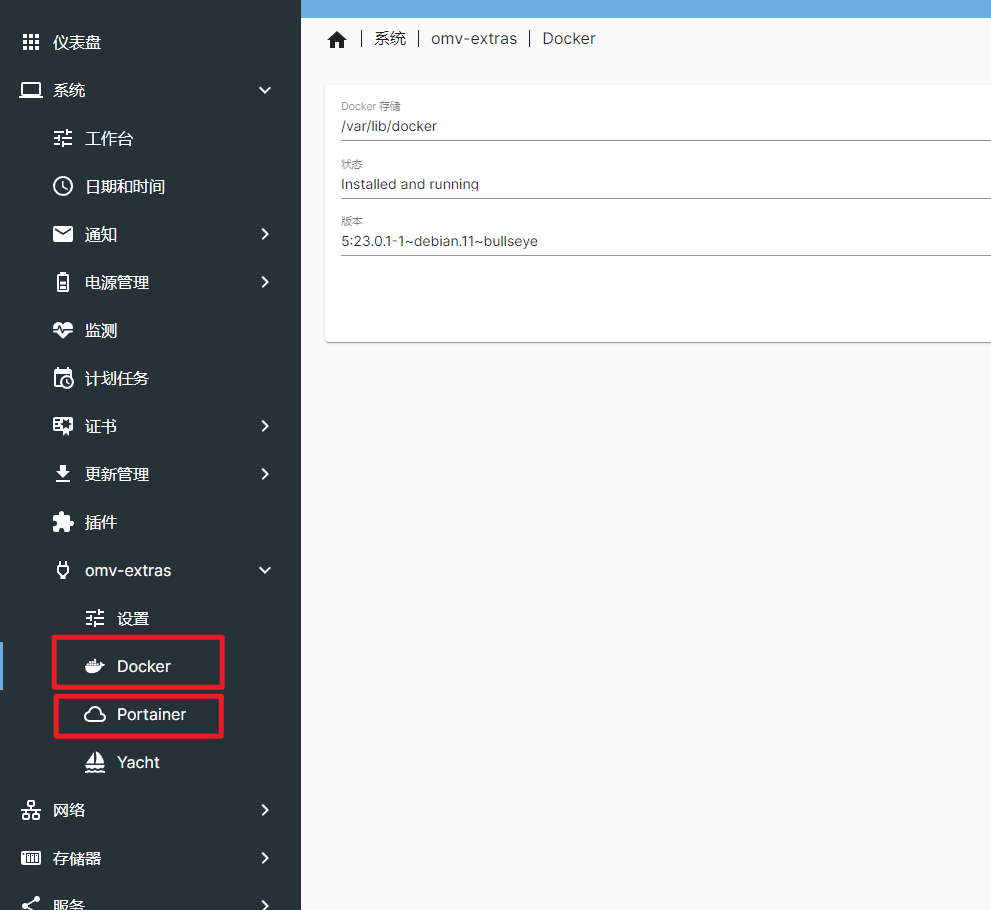 仪表盘
系统
工作台
日期和时间
通知
电源管理
监测
计划任务
证书
更新管理
插件
omv-extras
设置
Docker
Portainer
Yacht
网络
存储器
服务
系统 | omv-extras | Docker
Docker 存储
/var/lib/docker
状态
Installed and running
版本
5:23.0.1-1~debian.11~bullseye